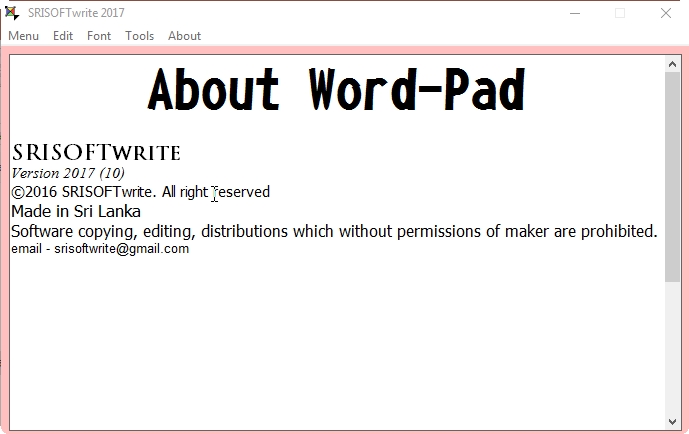 SRISOFTwrite 2017
Menu Edit Font Tools About
About Word-Pad
SRISOFTWRITE
Version 2017 (10)
©2016 SRISOFTwrite. All right reserved
Made in Sri Lanka
Software copying, editing, distributions which without permissions of maker are prohibited.
email - srisoftwrite@gmail.com